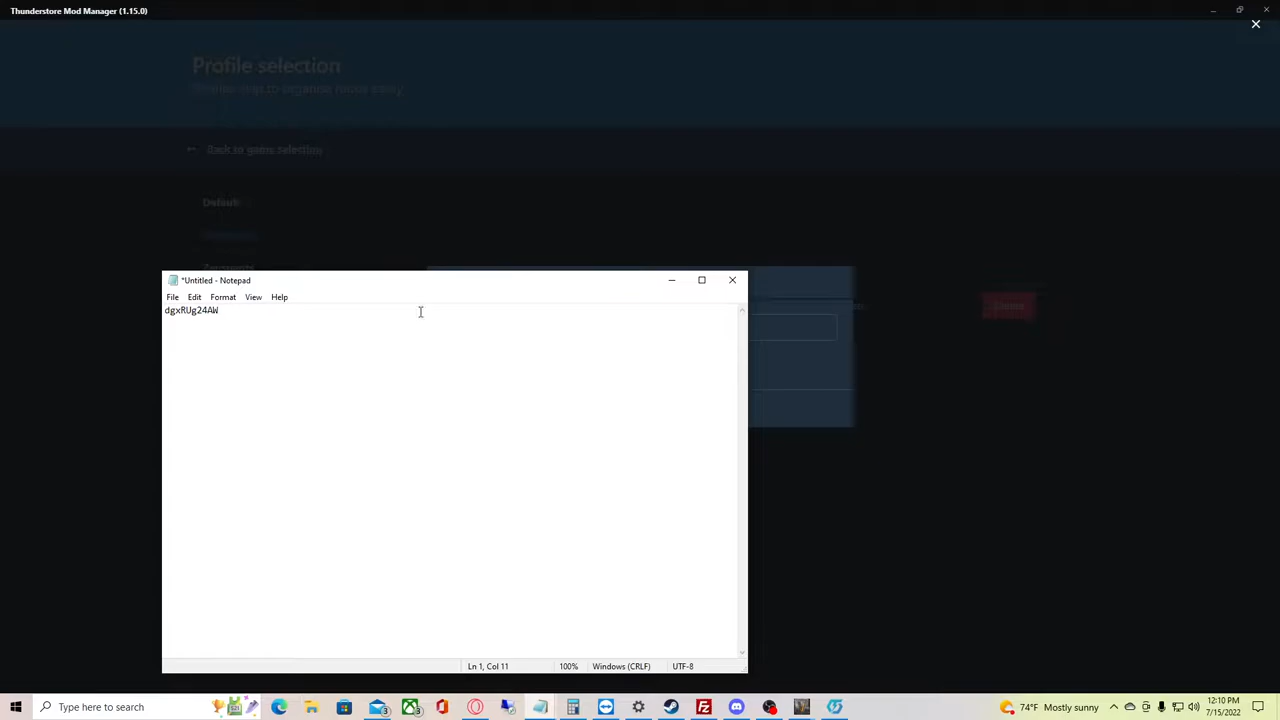 Thunderstore Mod Manager (1.15.0)
Profile selection
Back to game selection
Default
*Untitled - Notepad
File Edit Format View Help
dgxRUg24AW
Ln 1, Col 11 100% Windows (CRLF) UTF-8
Type here to search
3
3
74°F Mostly sunny
12:10 PM
7/15/2022